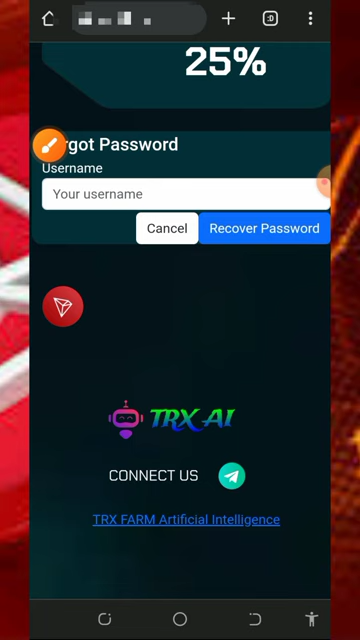 :D
25%
rgot Password
Username
Your username
Cancel
Recover Password
TRX-AI
CONNECT US
TRX FARM Artificial Intelligence